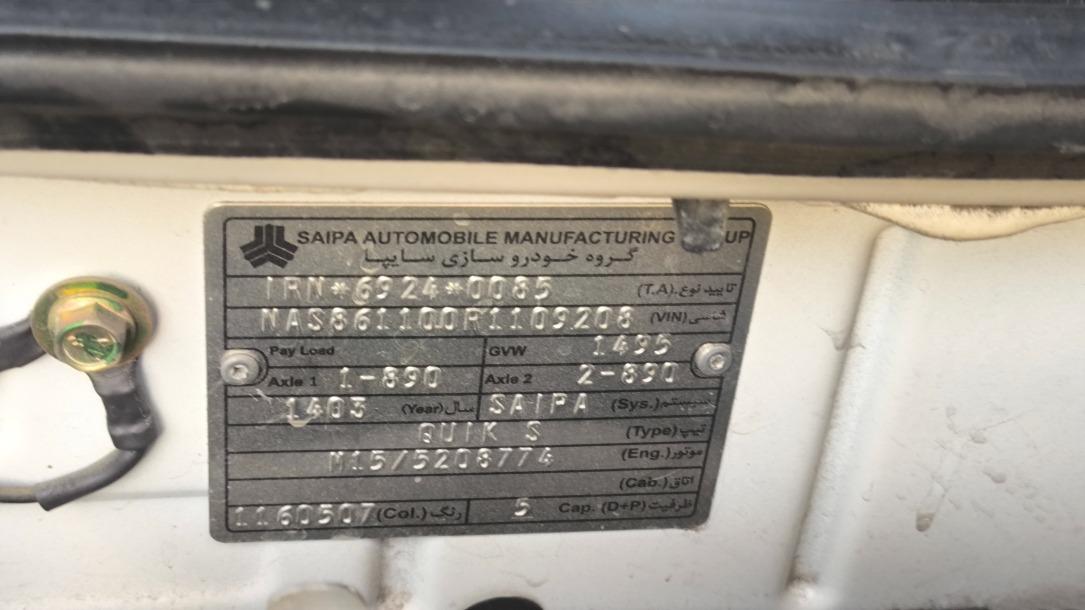 SAIPA AUTOMOBILE MANUFACTURING UP
گروه خودرو سازی سایپا
IRN*6924*0085 تایید نوع.(T.A)
NAS861100R1109208 شاسی(VIN)
Pay Load GVW 1495
Axle 1 1-890 Axle 2 2-890
1403 سال(Year) SAIPA سیستم(Sys.)
QUIK S تیپ(Type)
M15/5208774 موتور(Eng.)
اتاق(Cab.)
1160507 رنگ(Col.) 5 ظرفیت Cap. (D+P)